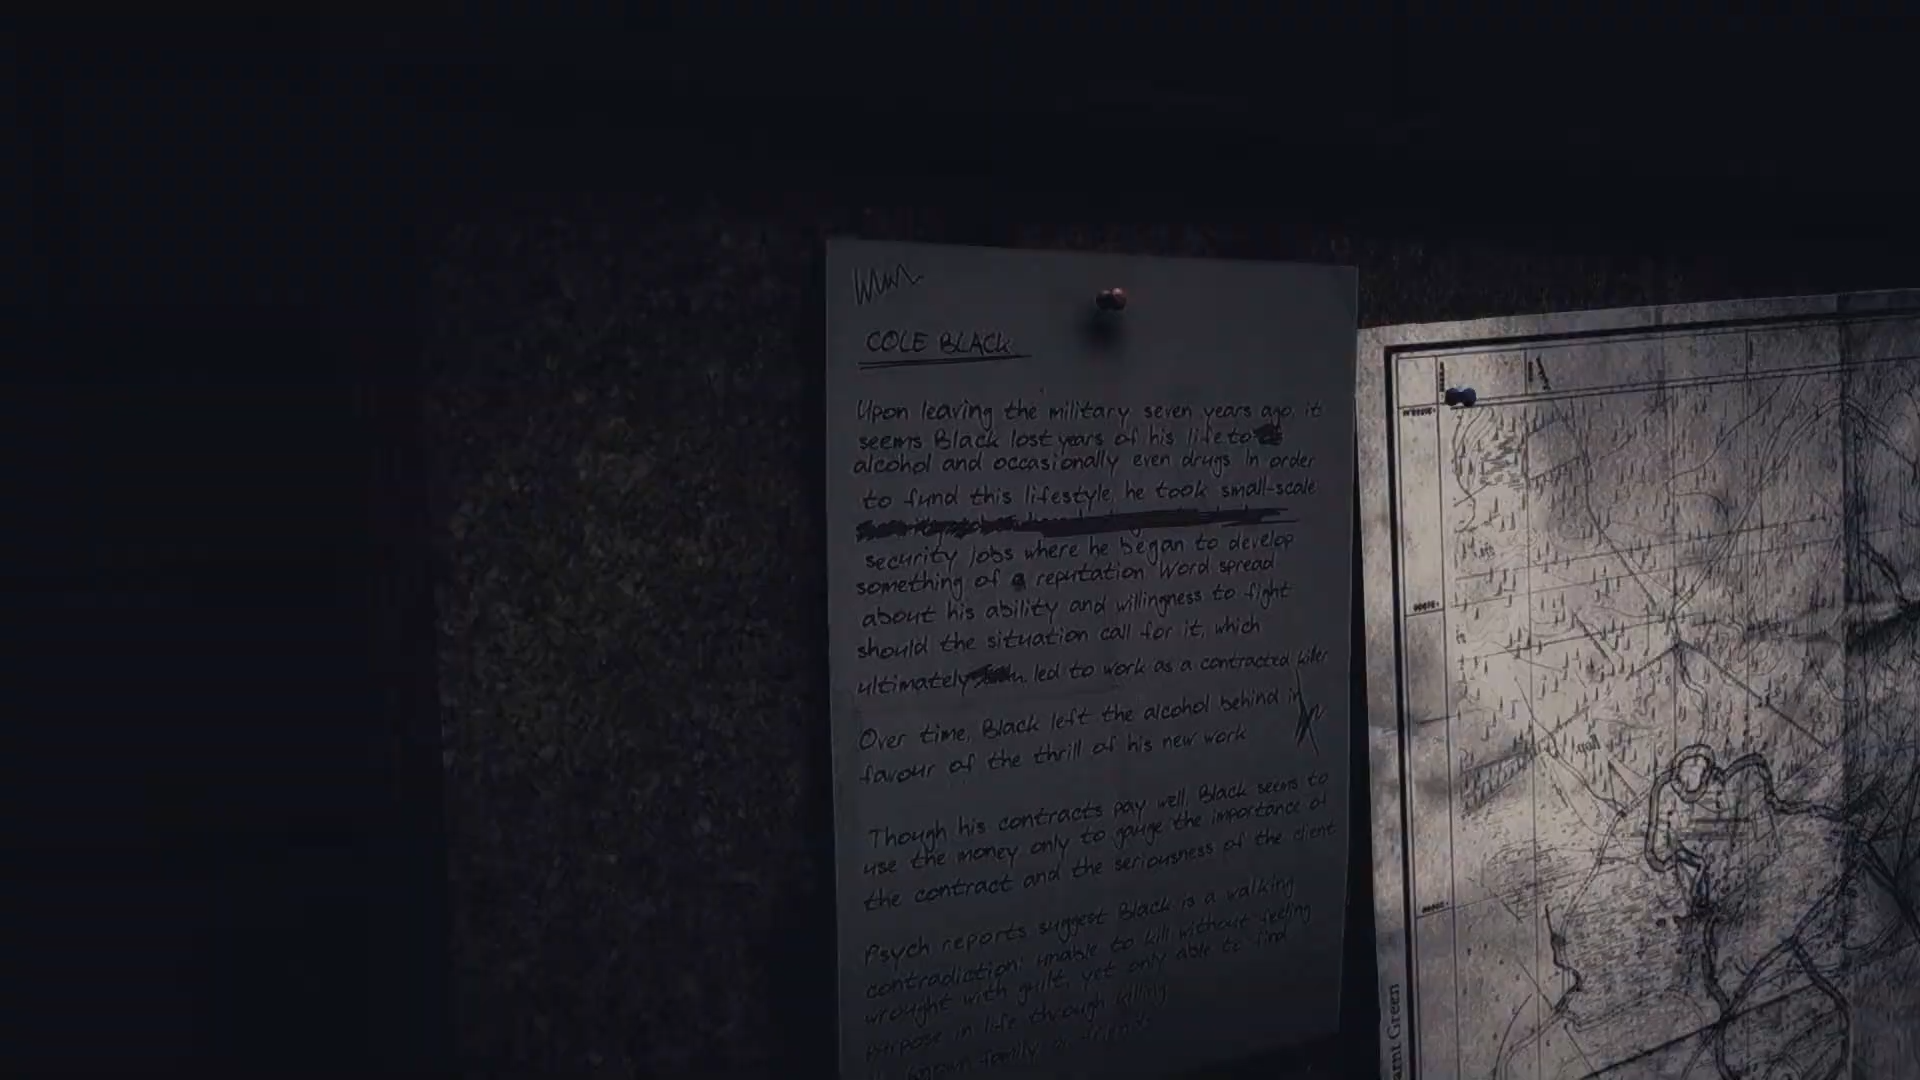 COLE BLACK
Upon leaving the military seven years ago, it
seems Black lost years of his life to
alcohol and occasionally even drugs. In order
to fund this lifestyle, he took small-scale
security jobs where he began to develop
something of a reputation. Word spread
about his ability and willingness to fight
should the situation call for it, which
ultimately led to work as a contracted killer
Over time, Black left the alcohol behind in
favour of the thrill of his new work
Though his contracts pay well, Black seems to
use the money only to gauge the importance of
the contract and the seriousness of the client
Psych reports suggest Black is a walking
contradiction: unable to kill without feeling
wrought with guilt, yet only able to find
purpose in life through killing
known family or friends